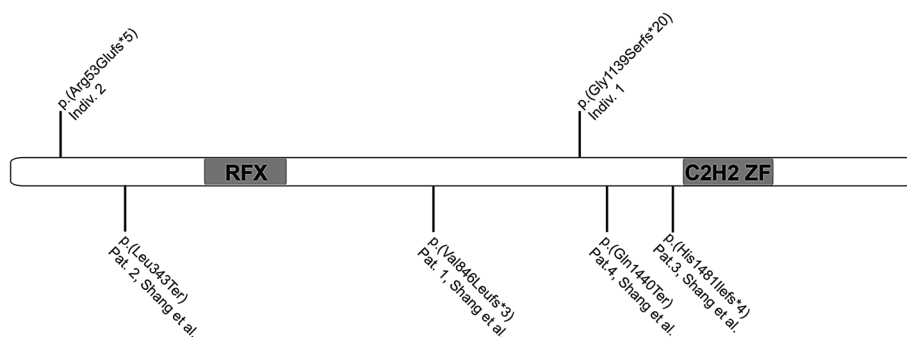 p.(Arg53Glufs*5)
Indiv. 2
p.(Gly1139Serfs*20)
Indiv. 1
RFX
C2H2 ZF
p.(Leu343Ter)
Pat. 2, Shang et al.
p.(Val846Leufs*3)
Pat. 1, Shang et al.
p.(Gln1440Ter)
Pat.4, Shang et al.
p.(His1481Ilefs*4)
Pat.3, Shang et al.